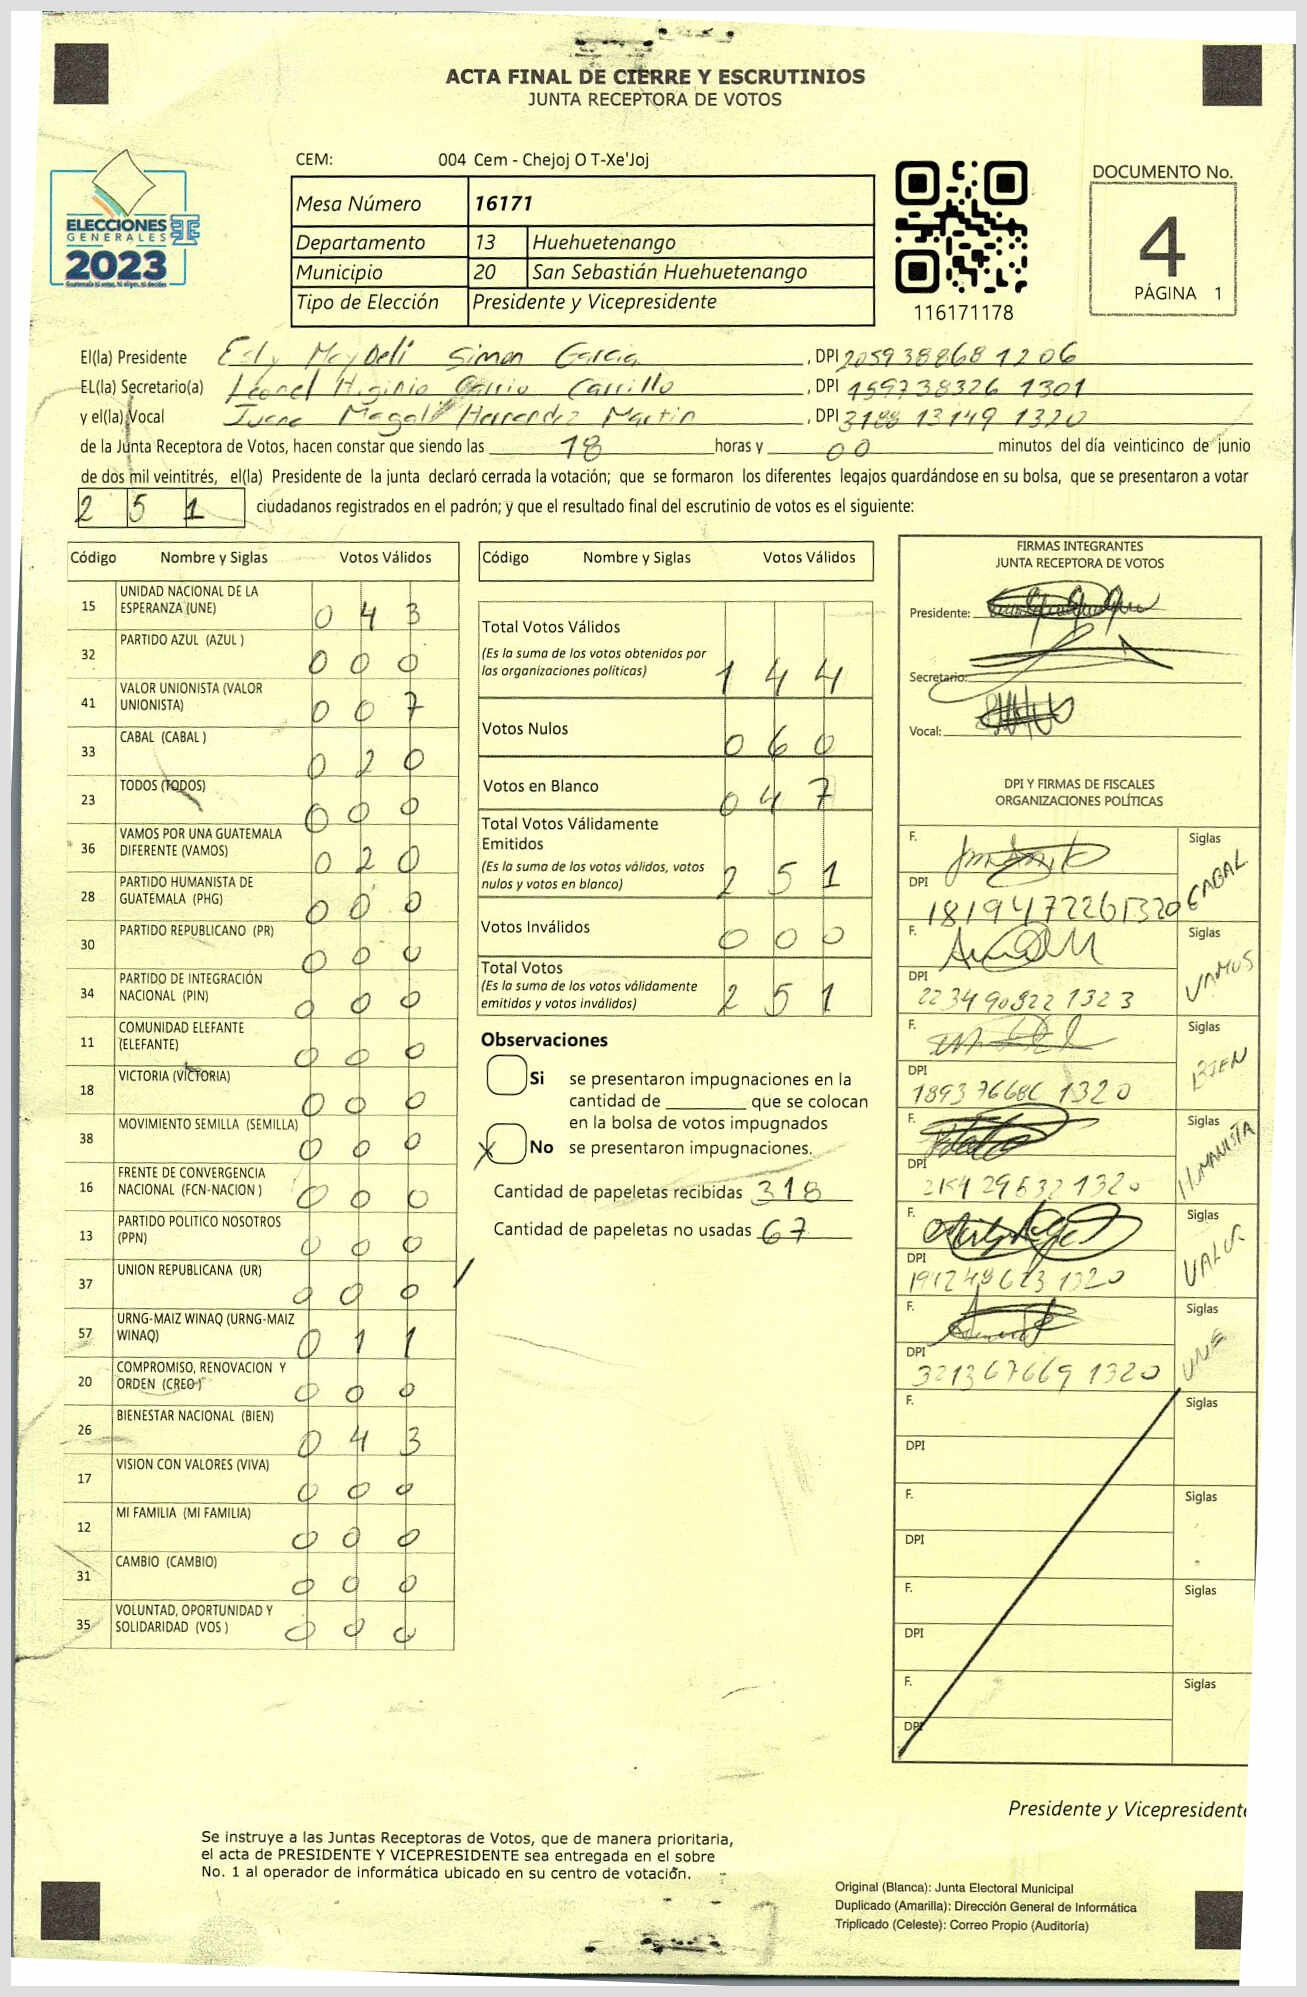 ACTA FINAL DE CIERRE Y ESCRUTINIOS
JUNTA RECEPTORA DE VOTOS
CEM: 004 Cem - Chejoj O T-Xe'Joj
ELECCIONES
GENERALES
2023
Mesa Número 16171
Departamento 13 Huehuetenango
Municipio 20 San Sebastián Huehuetenango
Tipo de Elección Presidente y Vicepresidente
116171178
DOCUMENTO No.
4
PÁGINA 1
El(la) Presidente Esly Maydeli Simon Garcia, DPI 205938868 1206
EL(la) Secretario(a) Leonel Higinio Carrillo, DPI 159738326 1301
y el(la) Vocal Juana Magali Hernandez Martin, DPI 13149 1320
de la Junta Receptora de Votos, hacen constar que siendo las 18 horas y 00 minutos del día veinticinco de junio
de dos mil veintitrés, el(la) Presidente de la junta declaró cerrada la votación; que se formaron los diferentes legajos quardándose en su bolsa, que se presentaron a votar
2 5 1 ciudadanos registrados en el padrón; y que el resultado final del escrutinio de votos es el siguiente:
Código Nombre y Siglas Votos Válidos
15 UNIDAD NACIONAL DE LA ESPERANZA (UNE) 0 4 3
32 PARTIDO AZUL (AZUL ) 0 0 0
41 VALOR UNIONISTA (VALOR UNIONISTA) 0 0 7
33 CABAL (CABAL ) 0 2 0
23 TODOS (TODOS) 0 0 0
36 VAMOS POR UNA GUATEMALA DIFERENTE (VAMOS) 0 2 0
28 PARTIDO HUMANISTA DE GUATEMALA (PHG) 0 0 0
30 PARTIDO REPUBLICANO (PR) 0 0 0
34 PARTIDO DE INTEGRACIÓN NACIONAL (PIN) 0 0 0
11 COMUNIDAD ELEFANTE (ELEFANTE) 0 0 0
18 VICTORIA (VICTORIA) 0 0 0
38 MOVIMIENTO SEMILLA (SEMILLA) 0 0 0
16 FRENTE DE CONVERGENCIA NACIONAL (FCN-NACION ) 0 0 0
13 PARTIDO POLITICO NOSOTROS (PPN) 0 0 0
37 UNION REPUBLICANA (UR) 0 0 0
57 URNG-MAIZ WINAQ (URNG-MAIZ WINAQ) 0 1 1
20 COMPROMISO, RENOVACION Y ORDEN (CREO ) 0 0 0
26 BIENESTAR NACIONAL (BIEN) 0 4 3
17 VISION CON VALORES (VIVA) 0 0 0
12 MI FAMILIA (MI FAMILIA) 0 0 0
31 CAMBIO (CAMBIO) 0 0 0
35 VOLUNTAD, OPORTUNIDAD Y SOLIDARIDAD (VOS ) 0 0 0
Código Nombre y Siglas Votos Válidos
Total Votos Válidos
(Es la suma de los votos obtenidos por
las organizaciones políticas) 1 4 4
Votos Nulos 0 6 0
Votos en Blanco 0 4 7
Total Votos Válidamente
Emitidos
(Es la suma de los votos válidos, votos
nulos y votos en blanco) 2 5 1
Votos Inválidos 0 0 0
Total Votos
(Es la suma de los votos válidamente
emitidos y votos inválidos) 2 5 1
Observaciones
Si se presentaron impugnaciones en la
cantidad de ________ que se colocan
en la bolsa de votos impugnados
X No se presentaron impugnaciones.
Cantidad de papeletas recibidas 318
Cantidad de papeletas no usadas 67
FIRMAS INTEGRANTES
JUNTA RECEPTORA DE VOTOS
Presidente:
Secretario:
Vocal:
DPI Y FIRMAS DE FISCALES
ORGANIZACIONES POLÍTICAS
F. Siglas CABAL
DPI 1819472261320
F. Siglas VAMOS
DPI 223490822 1323
F. Siglas BIEN
DPI 189376686 1320
F. Siglas HUMANISTA
DPI 1320
F. Siglas VALOR
DPI 1320
F. Siglas UNE
DPI 321367669 1320
F. Siglas
DPI
F. Siglas
DPI
F. Siglas
DPI
F. Siglas
DPI
Presidente y Vicepresidente
Se instruye a las Juntas Receptoras de Votos, que de manera prioritaria,
el acta de PRESIDENTE Y VICEPRESIDENTE sea entregada en el sobre
No. 1 al operador de informática ubicado en su centro de votación.
Original (Blanca): Junta Electoral Municipal
Duplicado (Amarilla): Dirección General de Informática
Triplicado (Celeste): Correo Propio (Auditoría)